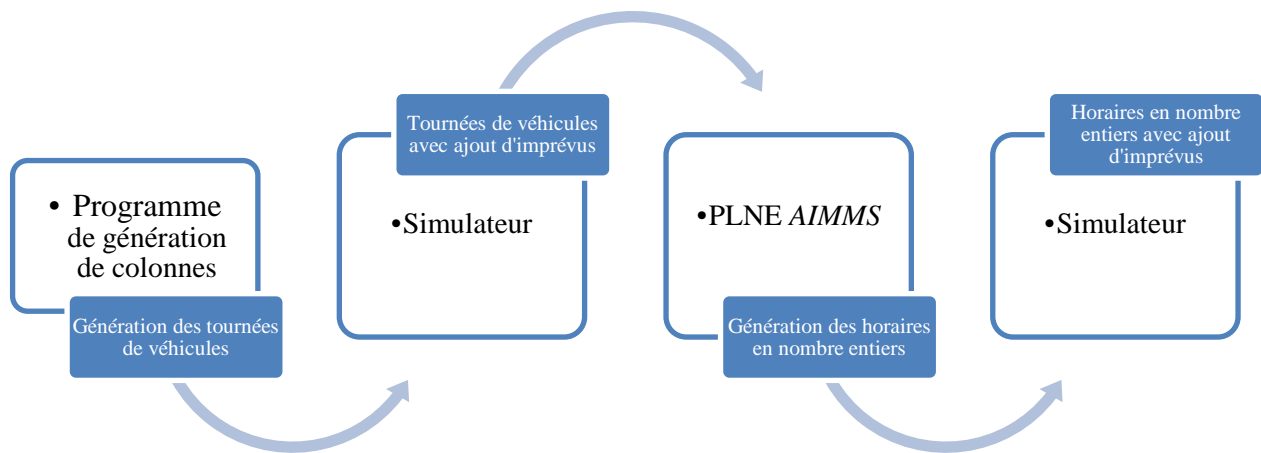 • Programme
de génération
de colonnes
Génération des tournées
de véhicules
Tournées de véhicules
avec ajout d'imprévus
•Simulateur
•PLNE AIMMS
Génération des horaires
en nombre entiers
Horaires en nombre
entiers avec ajout
d'imprévus
•Simulateur